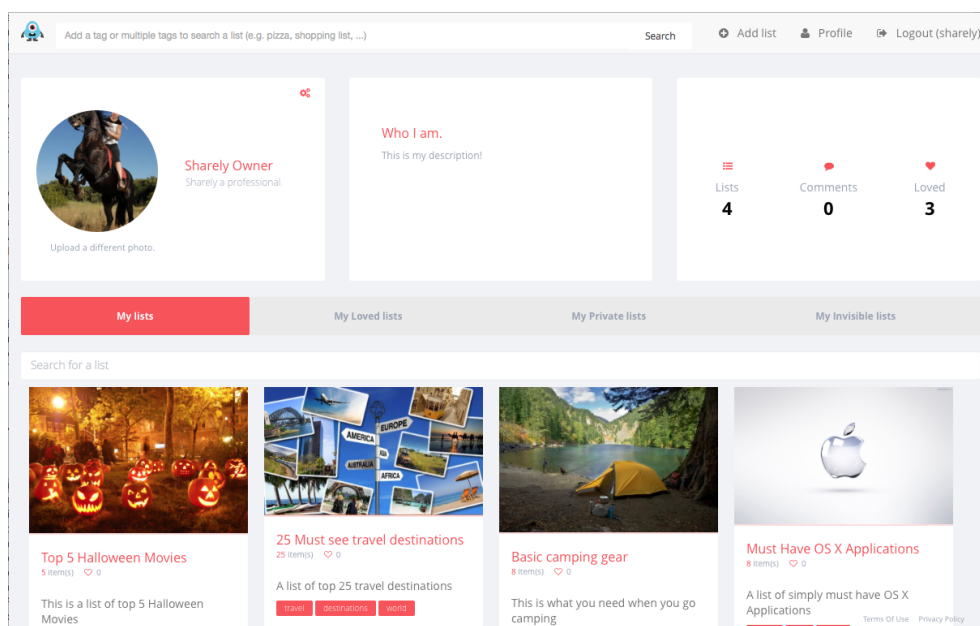 Add a tag or multiple tags to search a list (e.g. pizza, shopping list, ...)
Search
Add list
Profile
Logout (sharely)
Sharely Owner
Sharely a professional.
Upload a different photo.
Who I am.
This is my description!
Lists
4
Comments
0
Loved
3
My lists
My Loved lists
My Private lists
My Invisible lists
Search for a list
Top 5 Halloween Movies
5 item(s) 0
This is a list of top 5 Halloween
Movies
EUROPE
AMERICA
ASIA
AUSTRALIA
AFRICA
25 Must see travel destinations
25 item(s) 0
A list of top 25 travel destinations
travel destinations world
Basic camping gear
8 item(s) 0
This is what you need when you go
camping
Must Have OS X Applications
8 item(s) 0
A list of simply must have OS X
Applications
Terms Of Use Privacy Policy